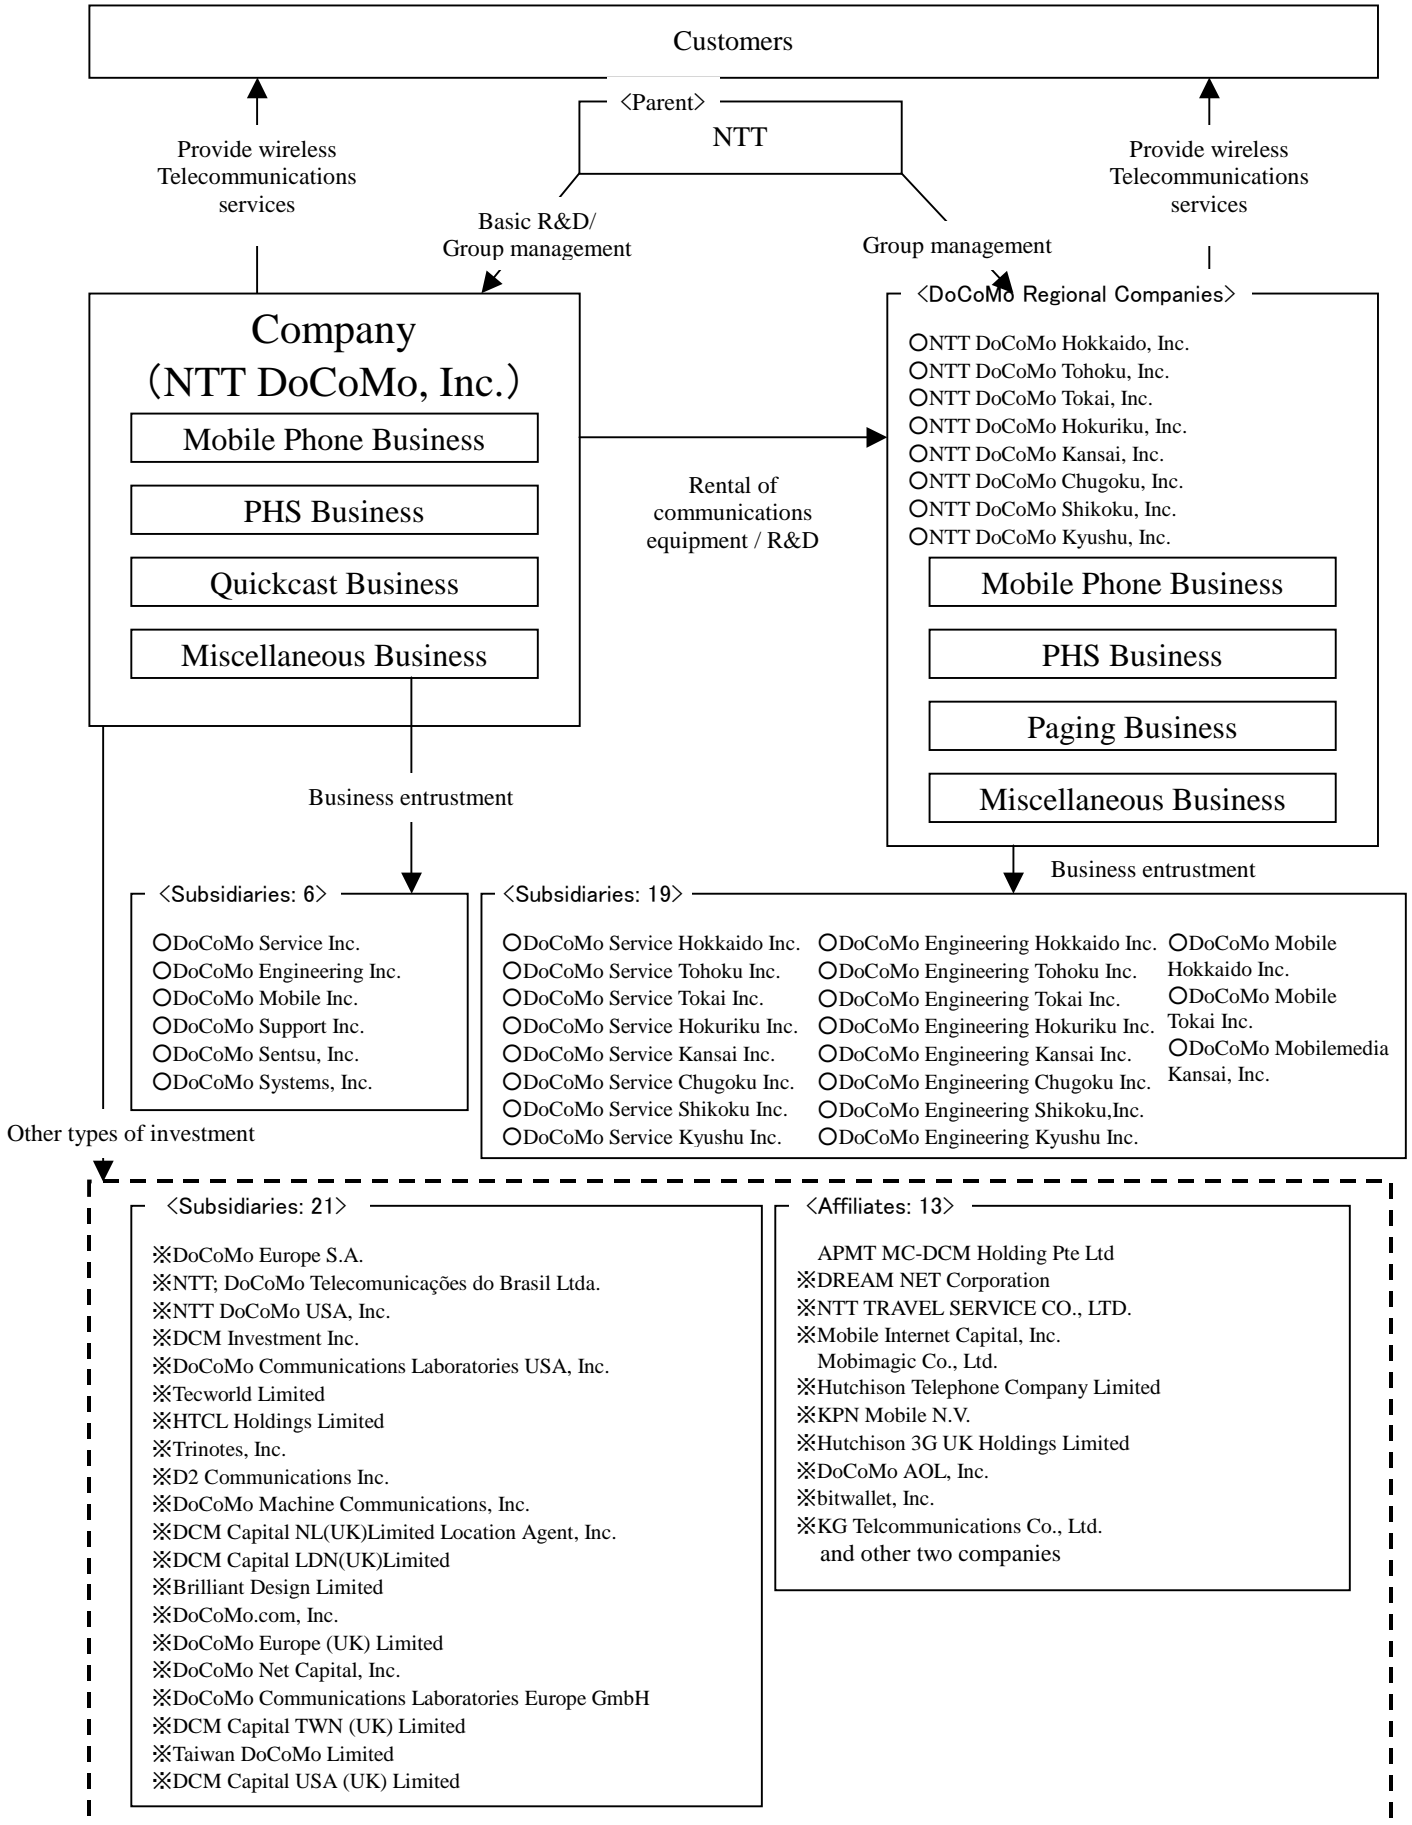 Customers
<Parent>
NTT
Provide wireless
Telecommunications
services
Provide wireless
Telecommunications
services
Basic R&D/
Group management
Group management
Company
(NTT DoCoMo, Inc.)
Mobile Phone Business
PHS Business
Quickcast Business
Miscellaneous Business
Rental of
communications
equipment / R&D
<DoCoMo Regional Companies>
○NTT DoCoMo Hokkaido, Inc.
○NTT DoCoMo Tohoku, Inc.
○NTT DoCoMo Tokai, Inc.
○NTT DoCoMo Hokuriku, Inc.
○NTT DoCoMo Kansai, Inc.
○NTT DoCoMo Chugoku, Inc.
○NTT DoCoMo Shikoku, Inc.
○NTT DoCoMo Kyushu, Inc.
Mobile Phone Business
PHS Business
Paging Business
Miscellaneous Business
Business entrustment
Business entrustment
<Subsidiaries: 6>
○DoCoMo Service Inc.
○DoCoMo Engineering Inc.
○DoCoMo Mobile Inc.
○DoCoMo Support Inc.
○DoCoMo Sentsu, Inc.
○DoCoMo Systems, Inc.
<Subsidiaries: 19>
○DoCoMo Service Hokkaido Inc.
○DoCoMo Service Tohoku Inc.
○DoCoMo Service Tokai Inc.
○DoCoMo Service Hokuriku Inc.
○DoCoMo Service Kansai Inc.
○DoCoMo Service Chugoku Inc.
○DoCoMo Service Shikoku Inc.
○DoCoMo Service Kyushu Inc.
○DoCoMo Engineering Hokkaido Inc.
○DoCoMo Engineering Tohoku Inc.
○DoCoMo Engineering Tokai Inc.
○DoCoMo Engineering Hokuriku Inc.
○DoCoMo Engineering Kansai Inc.
○DoCoMo Engineering Chugoku Inc.
○DoCoMo Engineering Shikoku,Inc.
○DoCoMo Engineering Kyushu Inc.
○DoCoMo Mobile
Hokkaido Inc.
○DoCoMo Mobile
Tokai Inc.
○DoCoMo Mobilemedia
Kansai, Inc.
Other types of investment
<Subsidiaries: 21>
※DoCoMo Europe S.A.
※NTT; DoCoMo Telecomunicações do Brasil Ltda.
※NTT DoCoMo USA, Inc.
※DCM Investment Inc.
※DoCoMo Communications Laboratories USA, Inc.
※Tecworld Limited
※HTCL Holdings Limited
※Trinotes, Inc.
※D2 Communications Inc.
※DoCoMo Machine Communications, Inc.
※DCM Capital NL(UK)Limited Location Agent, Inc.
※DCM Capital LDN(UK)Limited
※Brilliant Design Limited
※DoCoMo.com, Inc.
※DoCoMo Europe (UK) Limited
※DoCoMo Net Capital, Inc.
※DoCoMo Communications Laboratories Europe GmbH
※DCM Capital TWN (UK) Limited
※Taiwan DoCoMo Limited
※DCM Capital USA (UK) Limited
<Affiliates: 13>
APMT MC-DCM Holding Pte Ltd
※DREAM NET Corporation
※NTT TRAVEL SERVICE CO., LTD.
※Mobile Internet Capital, Inc.
Mobimagic Co., Ltd.
※Hutchison Telephone Company Limited
※KPN Mobile N.V.
※Hutchison 3G UK Holdings Limited
※DoCoMo AOL, Inc.
※bitwallet, Inc.
※KG Telcommunications Co., Ltd.
and other two companies